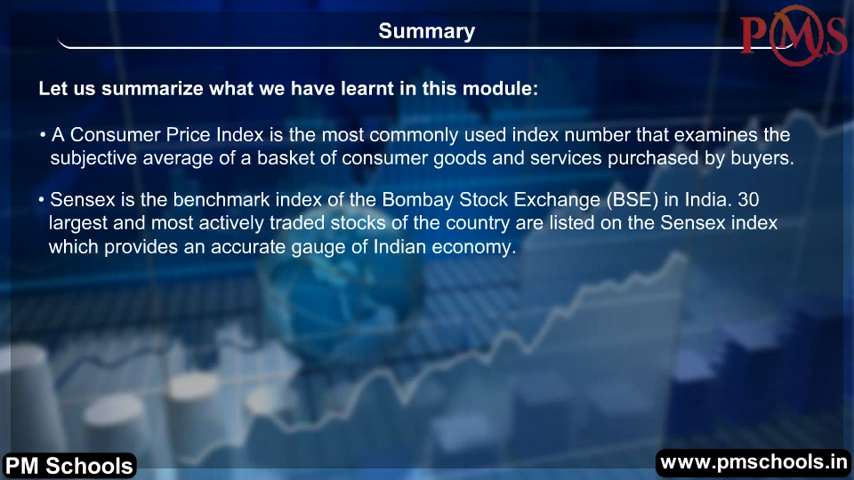 Summary
PMS
Let us summarize what we have learnt in this module:
• A Consumer Price Index is the most commonly used index number that examines the
subjective average of a basket of consumer goods and services purchased by buyers.
• Sensex is the benchmark index of the Bombay Stock Exchange (BSE) in India. 30
largest and most actively traded stocks of the country are listed on the Sensex index
which provides an accurate gauge of Indian economy.
PM Schools
www.pmschools.in